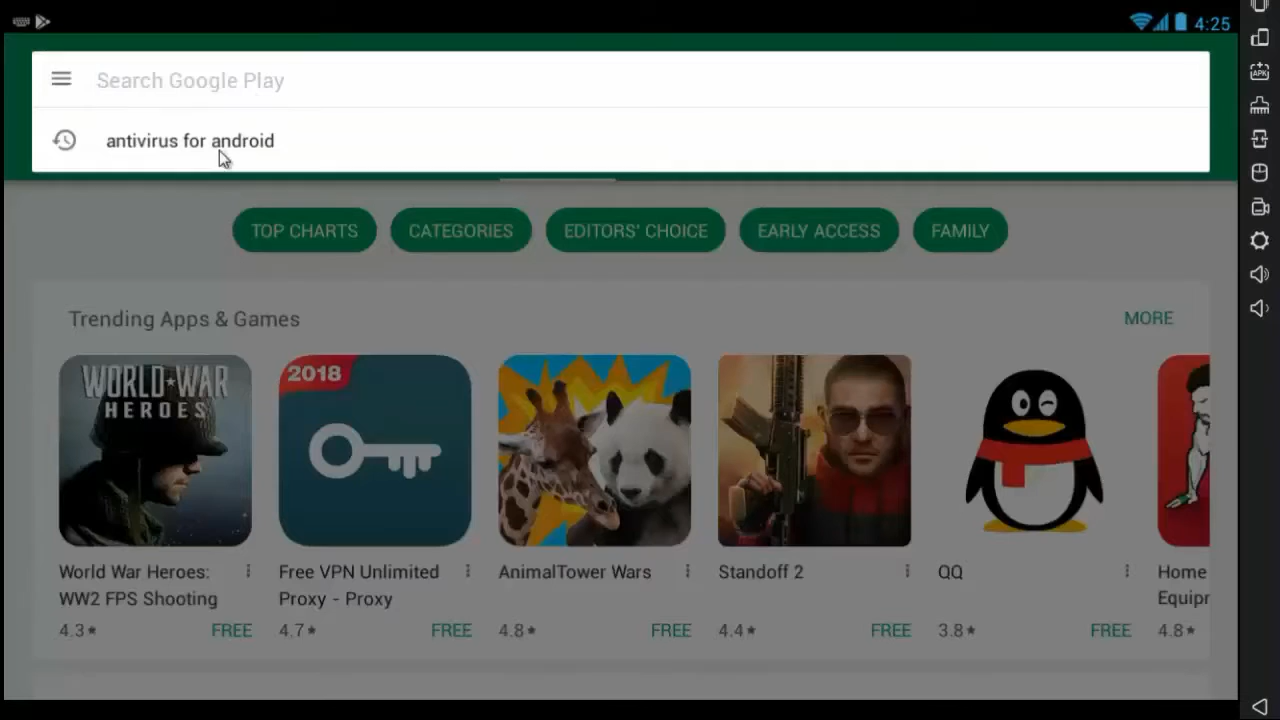 4:25
APK
Search Google Play
antivirus for android
TOP CHARTS
CATEGORIES
EDITORS' CHOICE
EARLY ACCESS
FAMILY
Trending Apps & Games
MORE
WORLD WAR
HEROES
2018
World War Heroes:
WW2 FPS Shooting
4.3★ FREE
Free VPN Unlimited
Proxy - Proxy
4.7★ FREE
AnimalTower Wars
4.8★ FREE
Standoff 2
4.4★ FREE
QQ
3.8★ FREE
Home
Equipr
4.8★